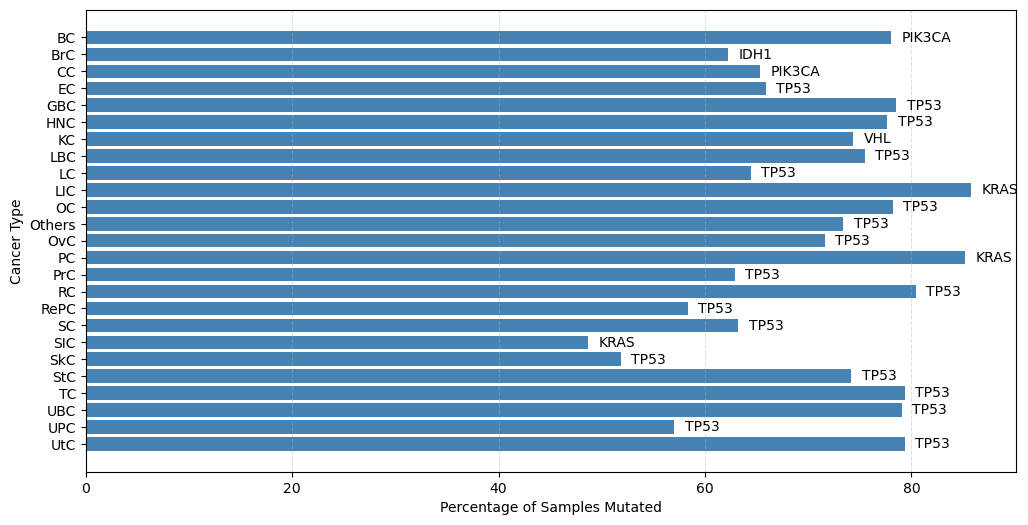 BC PIK3CA
BrC IDH1
CC PIK3CA
EC TP53
GBC TP53
HNC TP53
KC VHL
LBC TP53
LC TP53
LIC KRAS
OC TP53
Others TP53
OvC TP53
PC KRAS
PrC TP53
RC TP53
RePC TP53
SC TP53
SIC KRAS
SkC TP53
StC TP53
TC TP53
UBC TP53
UPC TP53
UtC TP53
0 20 40 60 80
Percentage of Samples Mutated
Cancer Type